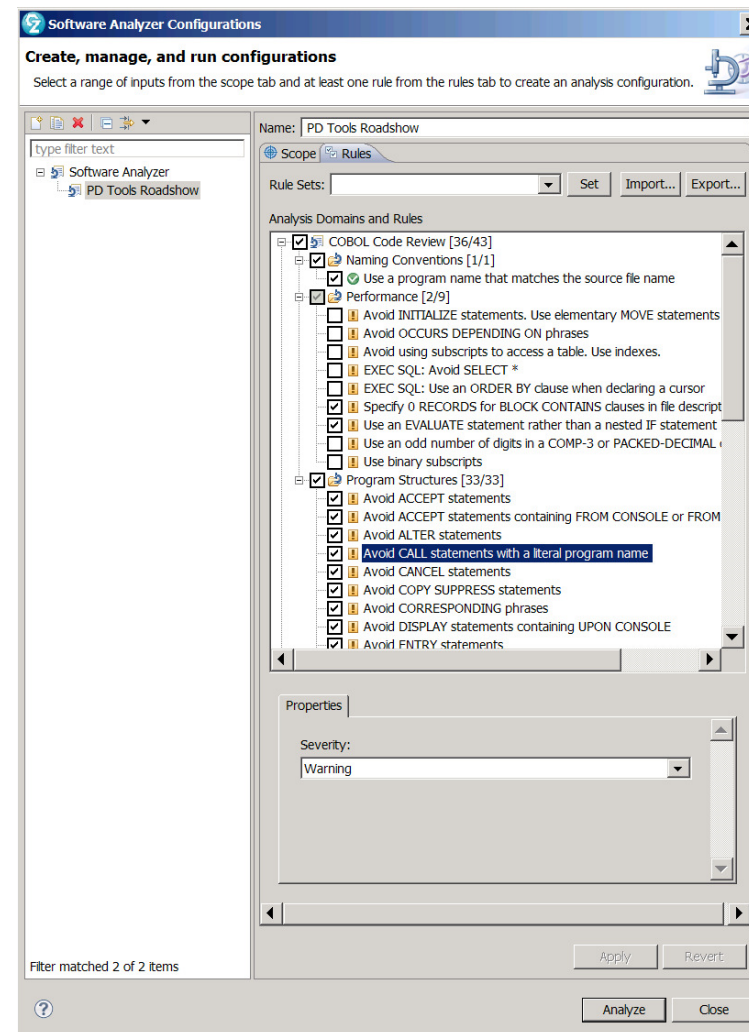 Software Analyzer Configurations
Create, manage, and run configurations
Select a range of inputs from the scope tab and at least one rule from the rules tab to create an analysis configuration.
type filter text
Software Analyzer
PD Tools Roadshow
Filter matched 2 of 2 items
Name: PD Tools Roadshow
Scope Rules
Rule Sets: Set Import... Export...
Analysis Domains and Rules
COBOL Code Review [36/43]
Naming Conventions [1/1]
Use a program name that matches the source file name
Performance [2/9]
Avoid INITIALIZE statements. Use elementary MOVE statements
Avoid OCCURS DEPENDING ON phrases
Avoid using subscripts to access a table. Use indexes.
EXEC SQL: Avoid SELECT *
EXEC SQL: Use an ORDER BY clause when declaring a cursor
Specify 0 RECORDS for BLOCK CONTAINS clauses in file descript
Use an EVALUATE statement rather than a nested IF statement
Use an odd number of digits in a COMP-3 or PACKED-DECIMAL
Use binary subscripts
Program Structures [33/33]
Avoid ACCEPT statements
Avoid ACCEPT statements containing FROM CONSOLE or FROM
Avoid ALTER statements
Avoid CALL statements with a literal program name
Avoid CANCEL statements
Avoid COPY SUPPRESS statements
Avoid CORRESPONDING phrases
Avoid DISPLAY statements containing UPON CONSOLE
Avoid ENTRY statements
Properties
Severity:
Warning
Apply Revert
Analyze Close